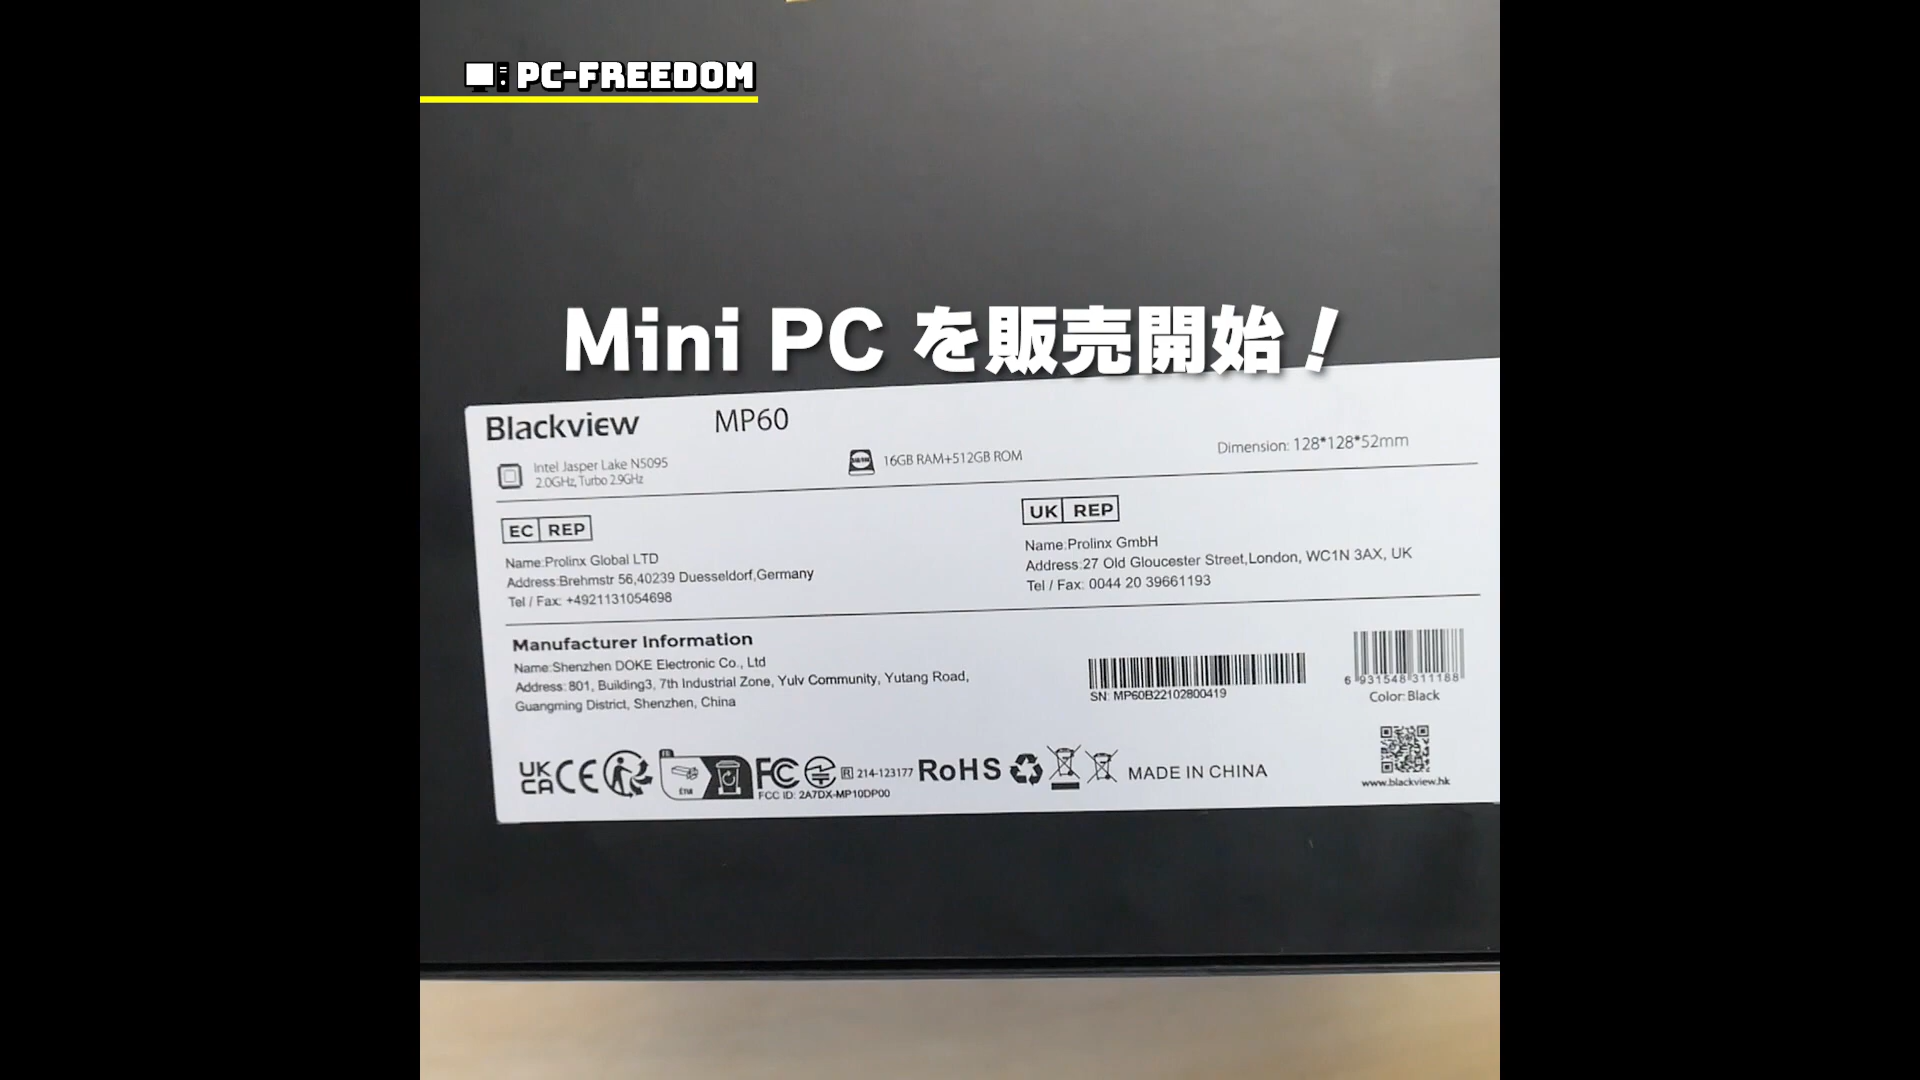 PC-FREEDOM
Mini PC を販売開始！
Blackview MP60
Intel Jasper Lake N5095
2.0GHz, Turbo 2.9GHz
16GB RAM+512GB ROM
Dimension: 128*128*52mm
EC REP
Name:Prolinx Global LTD
Address:Brehmstr 56,40239 Duesseldorf,Germany
Tel / Fax: +4921131054698
UK REP
Name:Prolinx GmbH
Address:27 Old Gloucester Street,London, WC1N 3AX, UK
Tel / Fax: 0044 20 39661193
Manufacturer Information
Name:Shenzhen DOKE Electronic Co., Ltd
Address: 801, Building3, 7th Industrial Zone, Yulv Community, Yutang Road,
Guangming District, Shenzhen, China
SN: MP60B22102800419
6 931548 311188
Color: Black
UK
CA CE FR FC R 214-123177 RoHS MADE IN CHINA
FCC ID: 2A7DX-MP10DP00
www.blackview.hk